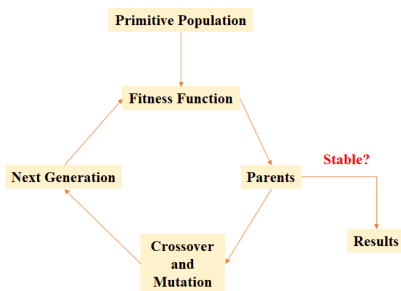 Primitive Population
Fitness Function
Stable?
Next Generation
Parents
Results
Crossover
and
Mutation